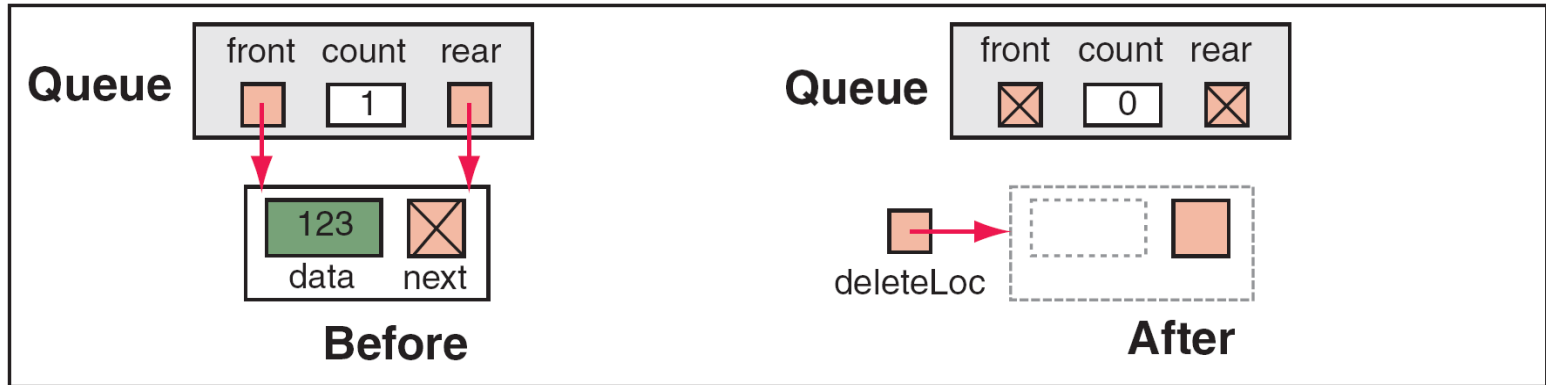 front count rear
Queue
1
123
data next
Before
front count rear
Queue
0
deleteLoc
After